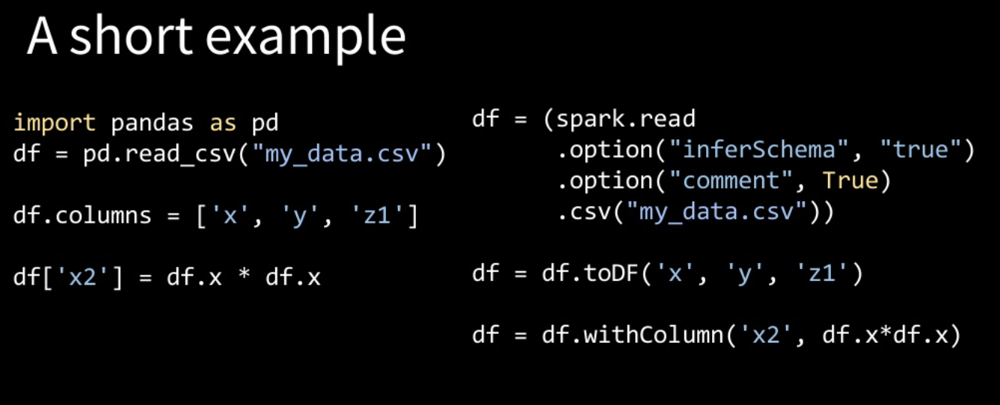 A short example
import pandas as pd
df = pd.read_csv("my_data.csv")
df.columns = ['x', 'y', 'z1']
df['x2'] = df.x * df.x
df = (spark.read
.option("inferSchema", "true")
.option("comment", True)
.csv("my_data.csv"))
df = df.toDF('x', 'y', 'z1')
df = df.withColumn('x2', df.x*df.x)